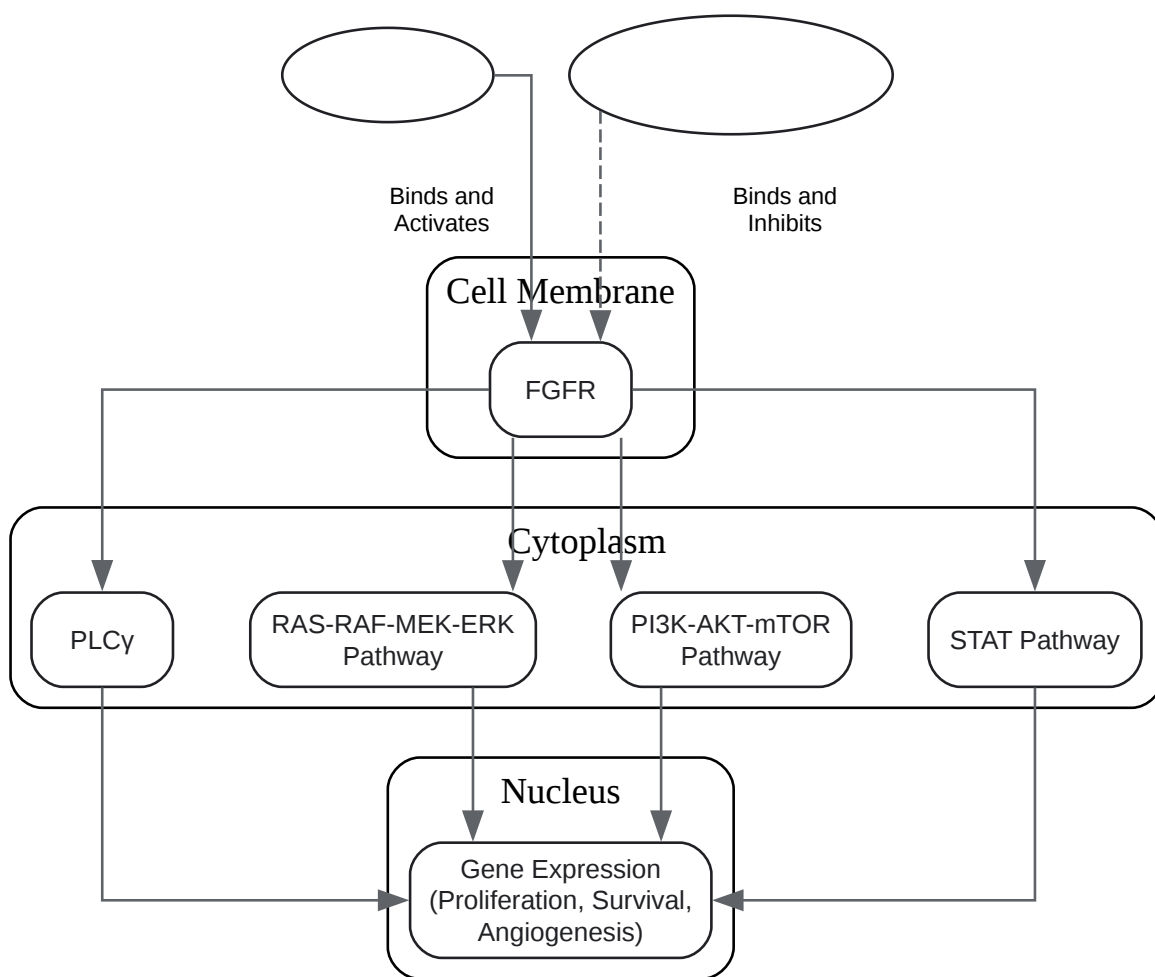 Binds and
Activates
Binds and
Inhibits
Cell Membrane
FGFR
Cytoplasm
PLCγ
RAS-RAF-MEK-ERK
Pathway
PI3K-AKT-mTOR
Pathway
STAT Pathway
Nucleus
Gene Expression
(Proliferation, Survival,
Angiogenesis)